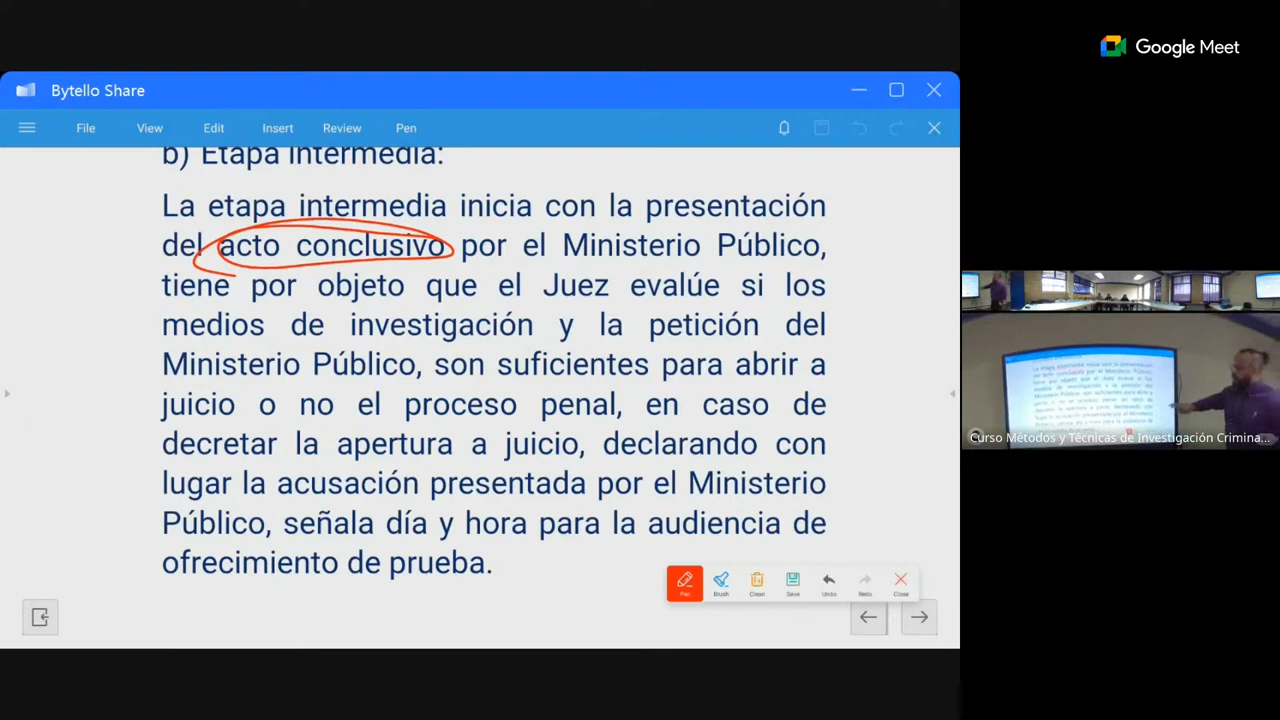 Google Meet
Bytello Share
File View Edit Insert Review Pen
b) Etapa intermedia:
La etapa intermedia inicia con la presentación
del acto conclusivo por el Ministerio Público,
tiene por objeto que el Juez evalúe si los
medios de investigación y la petición del
Ministerio Público, son suficientes para abrir a
juicio o no el proceso penal, en caso de
decretar la apertura a juicio, declarando con
lugar la acusación presentada por el Ministerio
Público, señala día y hora para la audiencia de
ofrecimiento de prueba.
Pen Brush Clean Save Undo Redo Close
Curso Métodos y Técnicas de Investigación Crimina...